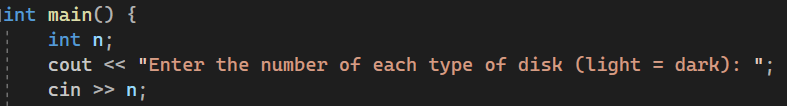 int main() {
    int n;
    cout << "Enter the number of each type of disk (light = dark): ";
    cin >> n;